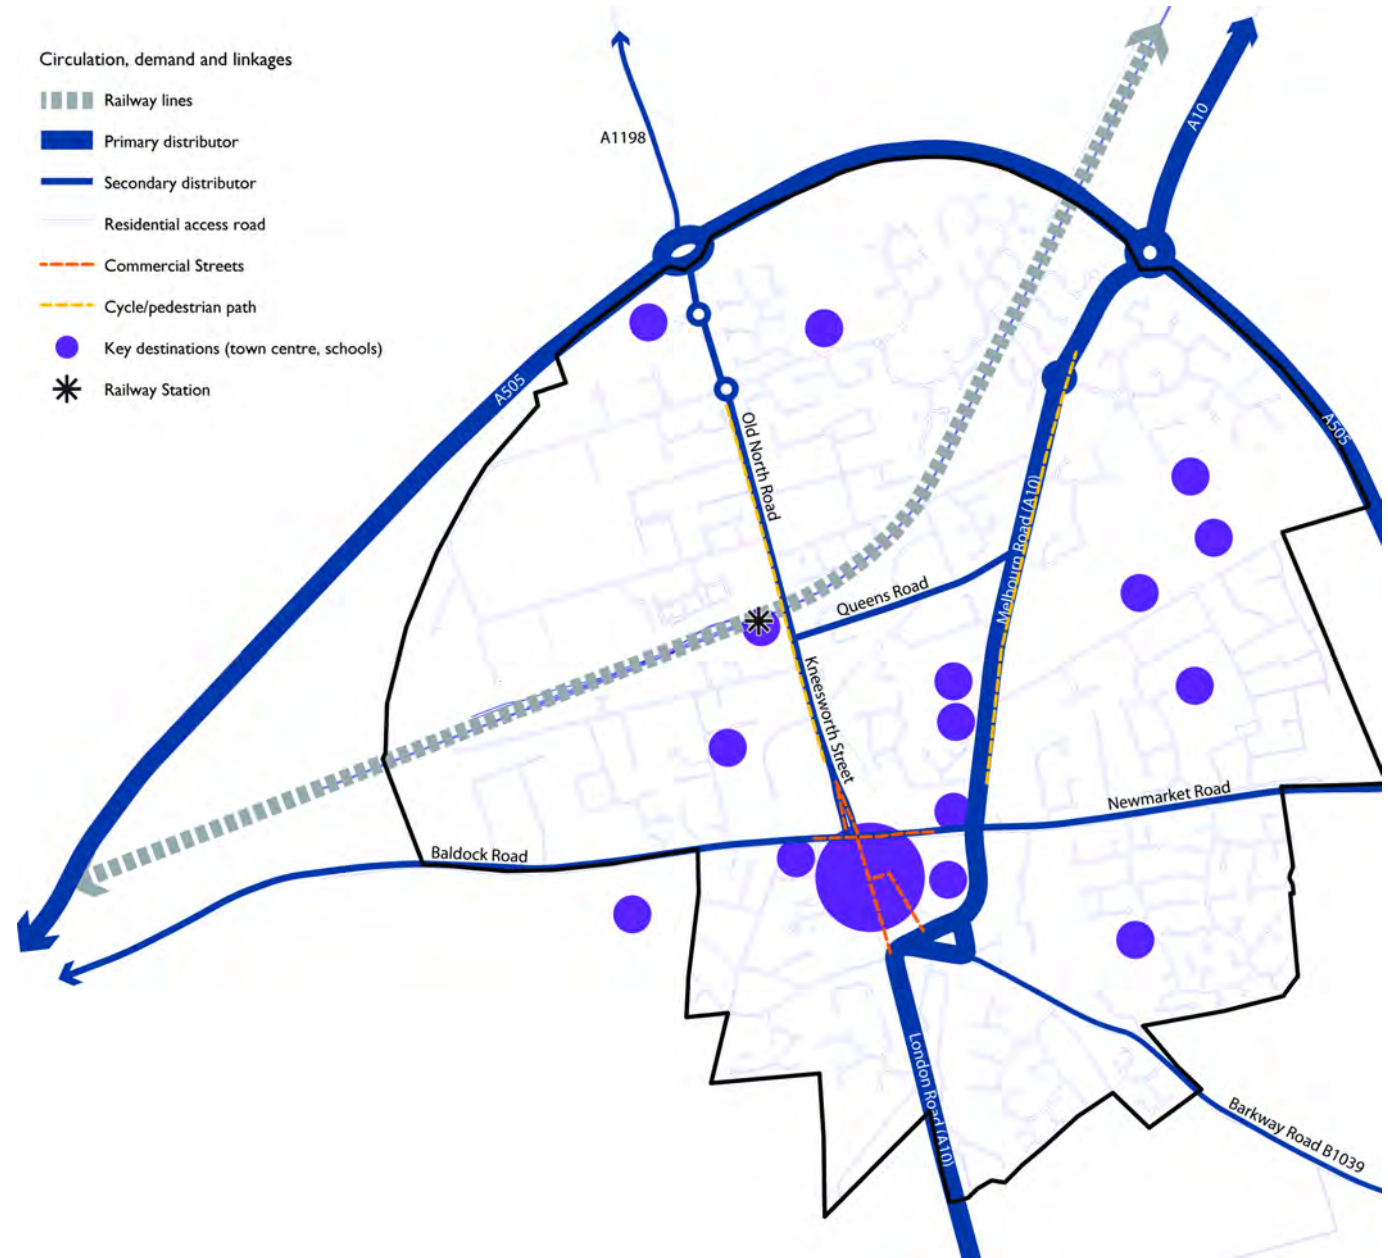 Circulation, demand and linkages
Railway lines
Primary distributor
Secondary distributor
Residential access road
Commercial Streets
Cycle/pedestrian path
Key destinations (town centre, schools)
Railway Station
A1198
A10
A505
A505
Old North Road
Melbourn Road (A10)
Queens Road
Kneesworth Street
Newmarket Road
Baldock Road
London Road (A10)
Barkway Road B1039